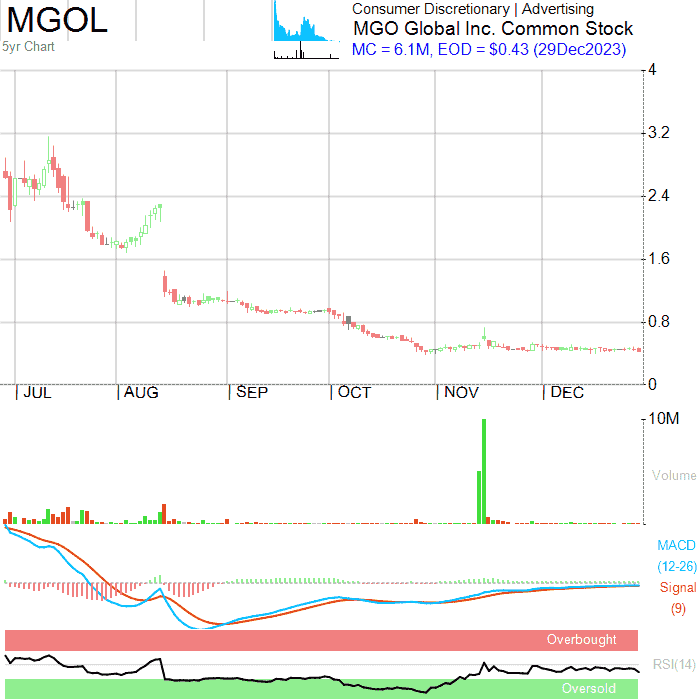 MGOL
5yr Chart
Consumer Discretionary | Advertising
MGO Global Inc. Common Stock
MC = 6.1M, EOD = $0.43 (29Dec2023)
4
3.2
2.4
1.6
0.8
0
JUL AUG SEP OCT NOV DEC
10M
Volume
MACD
(12-26)
Signal
(9)
Overbought
RSI(14)
Oversold